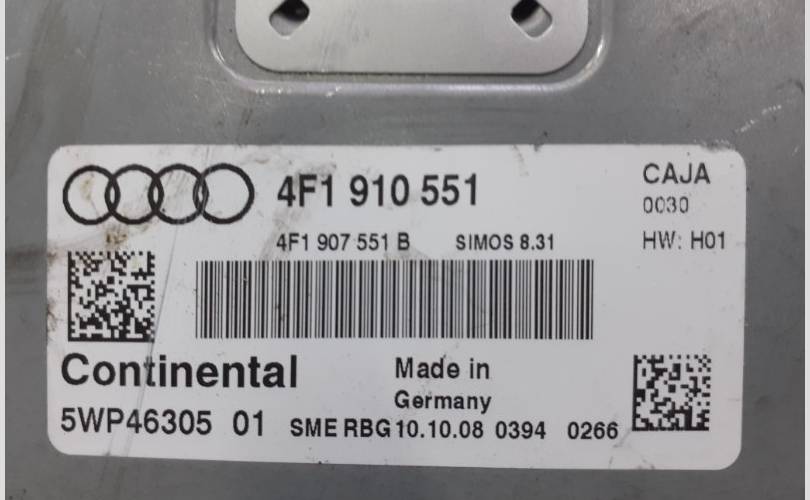 4F1 910 551
CAJA
0030
4F1 907 551 B SIMOS 8.31
HW: H01
Continental
Made in
Germany
5WP46305 01 SME RBG 10.10.08 0394 0266